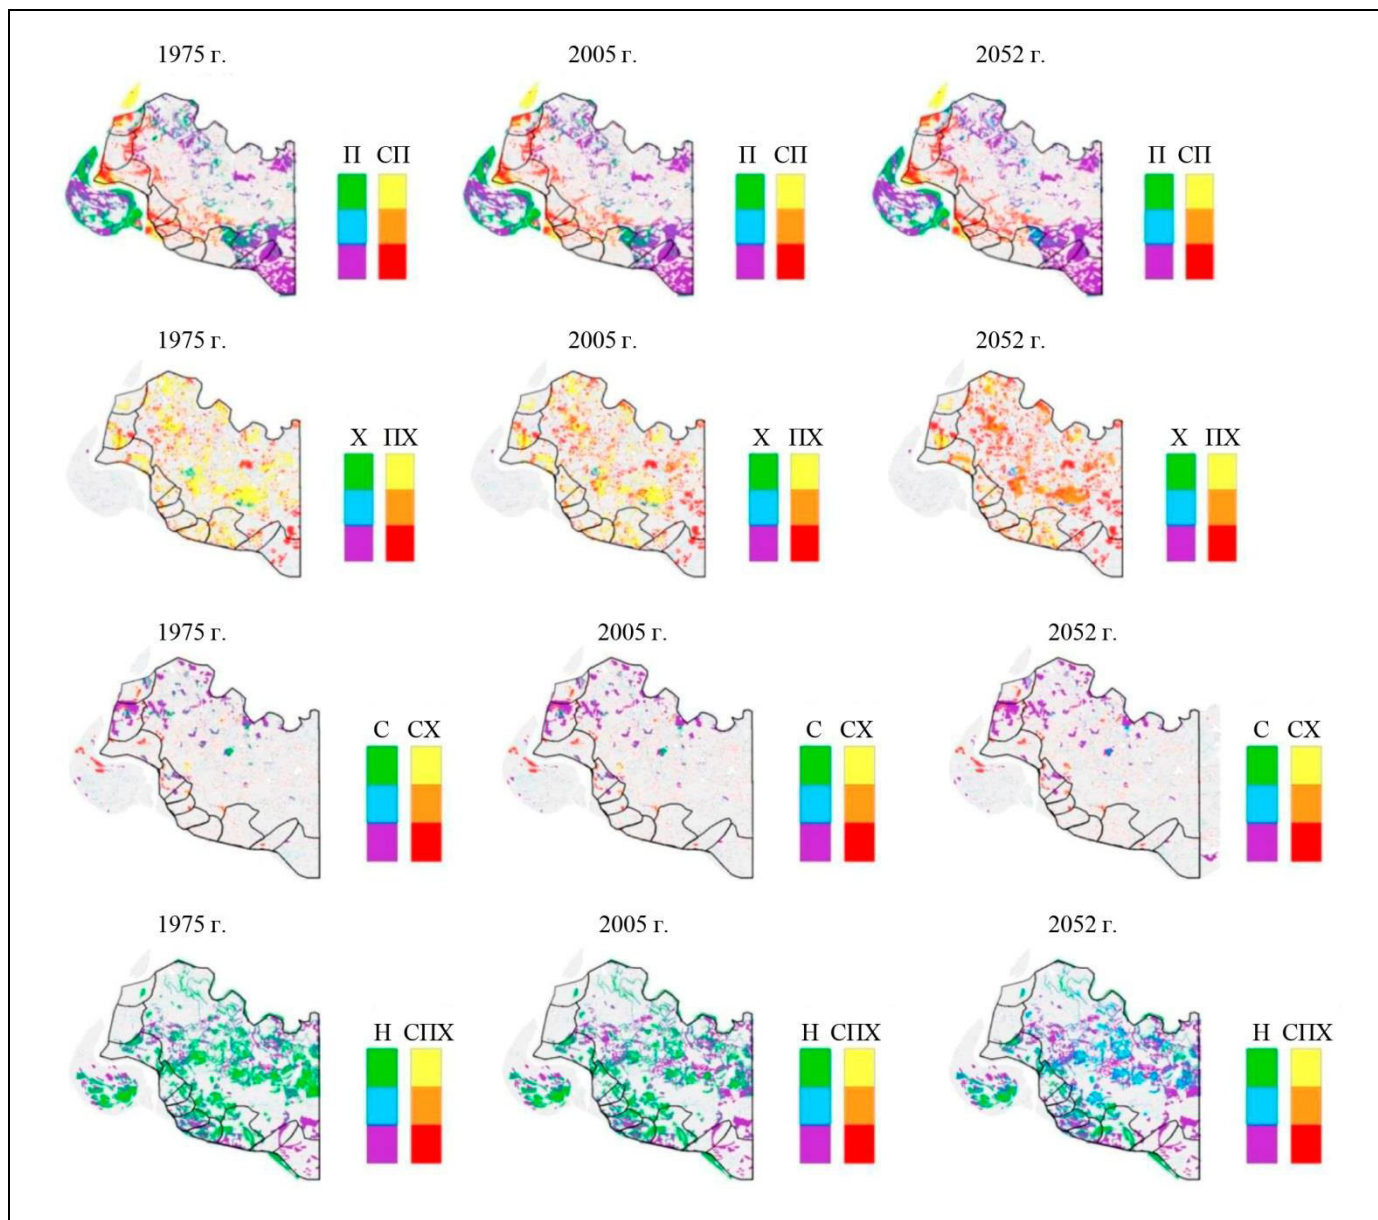 1975 г. 2005 г. 2052 г.
П СП П СП П СП
1975 г. 2005 г. 2052 г.
Х ПХ Х ПХ Х ПХ
1975 г. 2005 г. 2052 г.
С СХ С СХ С СХ
1975 г. 2005 г. 2052 г.
Н СПХ Н СПХ Н СПХ